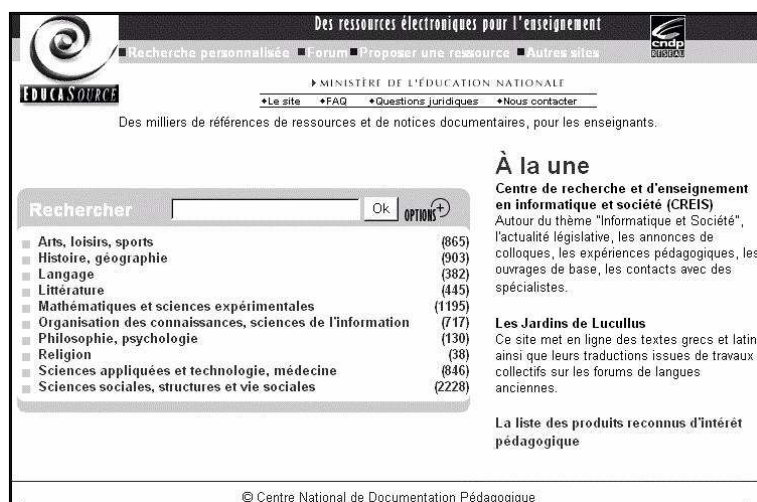 Des ressources électroniques pour l'enseignement
cndp
RÉSEAU
Recherche personnalisée Forum Proposer une ressource Autres sites
MINISTÈRE DE L'ÉDUCATION NATIONALE
EDUCASOURCE
Le site FAQ Questions juridiques Nous contacter
Des milliers de références de ressources et de notices documentaires, pour les enseignants.
Rechercher Ok OPTIONS +
Arts, loisirs, sports (865)
Histoire, géographie (903)
Langage (382)
Littérature (445)
Mathématiques et sciences expérimentales (1195)
Organisation des connaissances, sciences de l'information (717)
Philosophie, psychologie (130)
Religion (38)
Sciences appliquées et technologie, médecine (846)
Sciences sociales, structures et vie sociales (2228)
À la une
Centre de recherche et d'enseignement
en informatique et société (CREIS)
Autour du thème "Informatique et Société",
l'actualité législative, les annonces de
colloques, les expériences pédagogiques, les
ouvrages de base, les contacts avec des
spécialistes.
Les Jardins de Lucullus
Ce site met en ligne des textes grecs et latin
ainsi que leurs traductions issues de travaux
collectifs sur les forums de langues
anciennes.
La liste des produits reconnus d'intérêt
pédagogique
© Centre National de Documentation Pédagogique